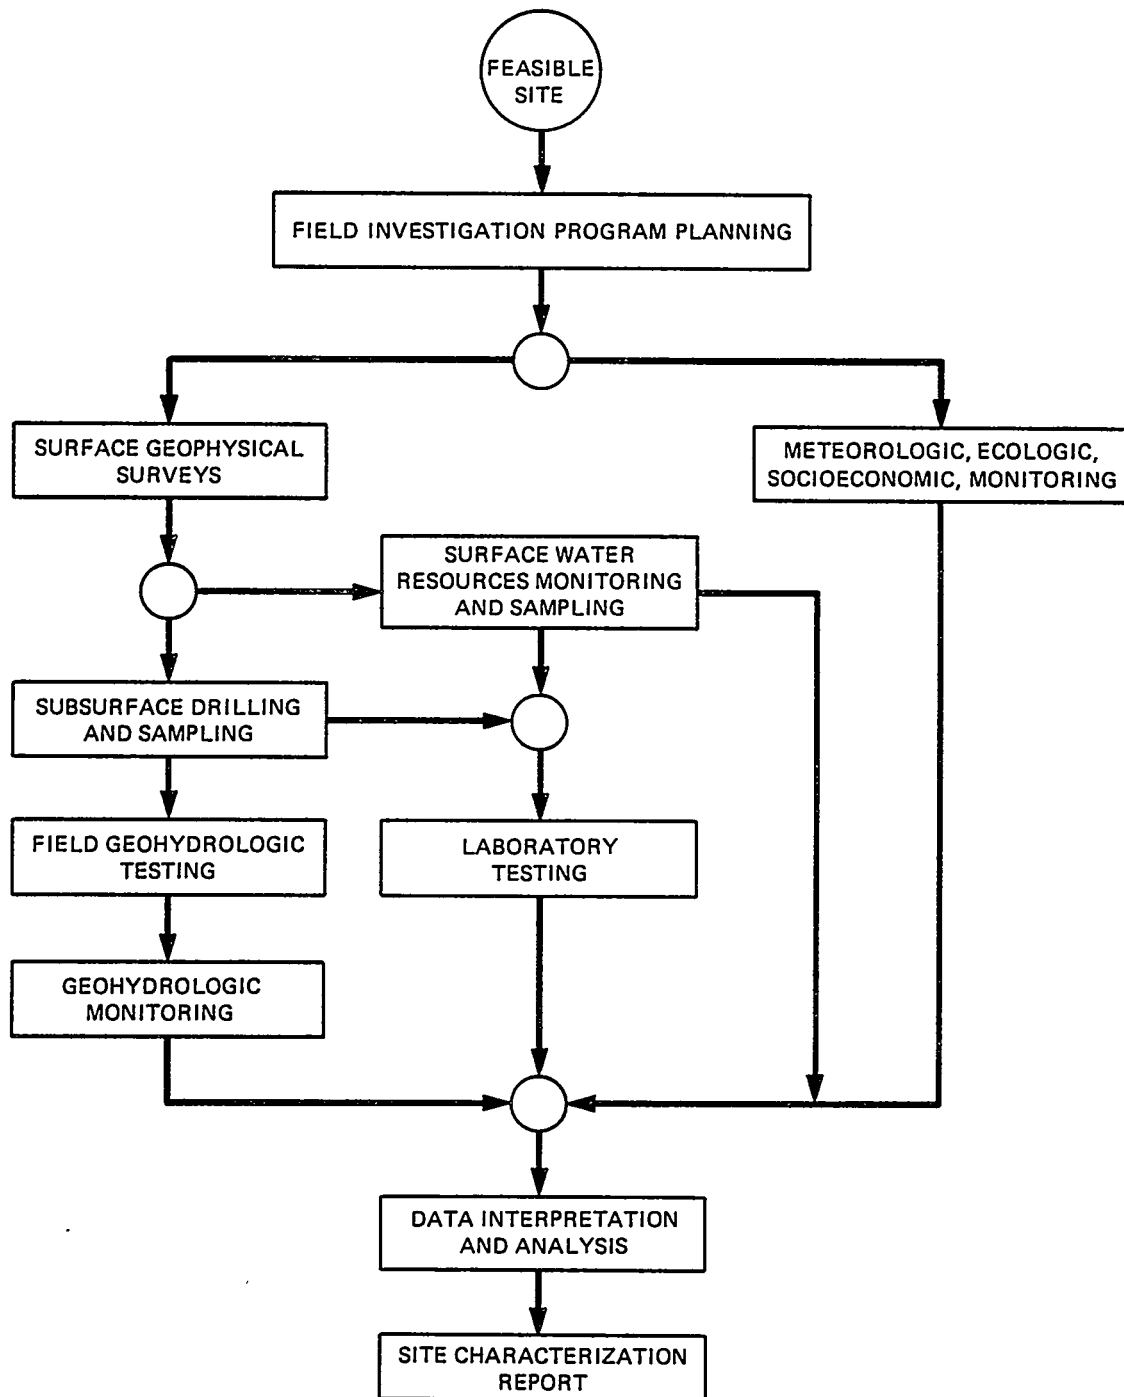 FEASIBLE
SITE
FIELD INVESTIGATION PROGRAM PLANNING
SURFACE GEOPHYSICAL
SURVEYS
METEOROLOGIC, ECOLOGIC,
SOCIOECONOMIC, MONITORING
SURFACE WATER
RESOURCES MONITORING
AND SAMPLING
SUBSURFACE DRILLING
AND SAMPLING
FIELD GEOHYDROLOGIC
TESTING
LABORATORY
TESTING
GEOHYDROLOGIC
MONITORING
DATA INTERPRETATION
AND ANALYSIS
SITE CHARACTERIZATION
REPORT